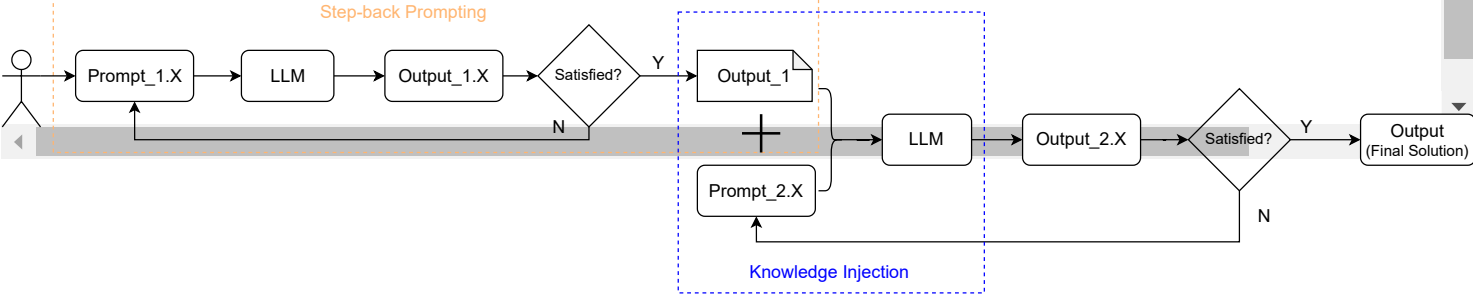 Step-back Prompting
Prompt_1.X
LLM
Output_1.X
Satisfied?
Y
N
Output_1
Prompt_2.X
LLM
Output_2.X
Satisfied?
Y
N
Output
(Final Solution)
Knowledge Injection